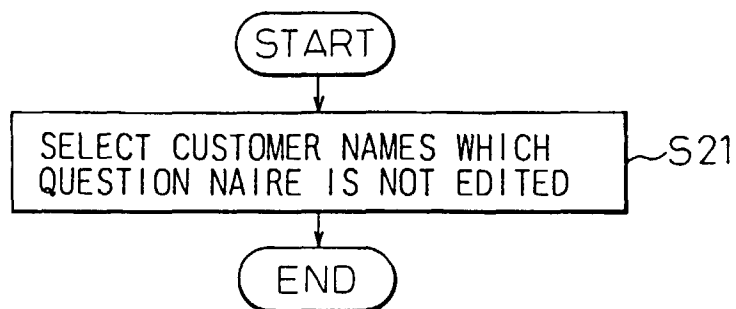 START
SELECT CUSTOMER NAMES WHICH
QUESTION NAIRE IS NOT EDITED
S21
END